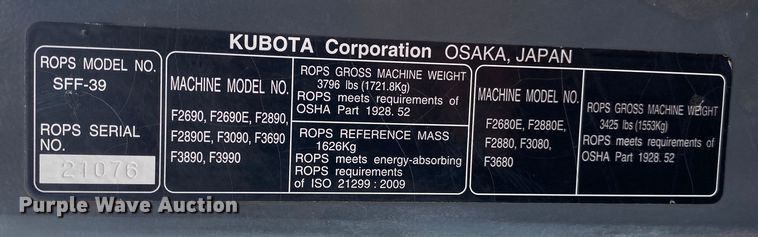 KUBOTA Corporation OSAKA, JAPAN
ROPS MODEL NO.
SFF-39
ROPS SERIAL
NO.
21076
MACHINE MODEL NO.
F2690, F2690E, F2890,
F2890E, F3090, F3690
F3890, F3990
ROPS GROSS MACHINE WEIGHT
3796 lbs (1721.8Kg)
ROPS meets requirements of
OSHA Part 1928. 52
ROPS REFERENCE MASS
1626Kg
ROPS meets energy-absorbing
ROPS requirements
of ISO 21299 : 2009
MACHINE MODEL NO.
F2680E, F2880E,
F2880, F3080,
F3680
ROPS GROSS MACHINE WEIGHT
3425 lbs (1553Kg)
ROPS meets requirements of
OSHA Part 1928. 52
Purple Wave Auction